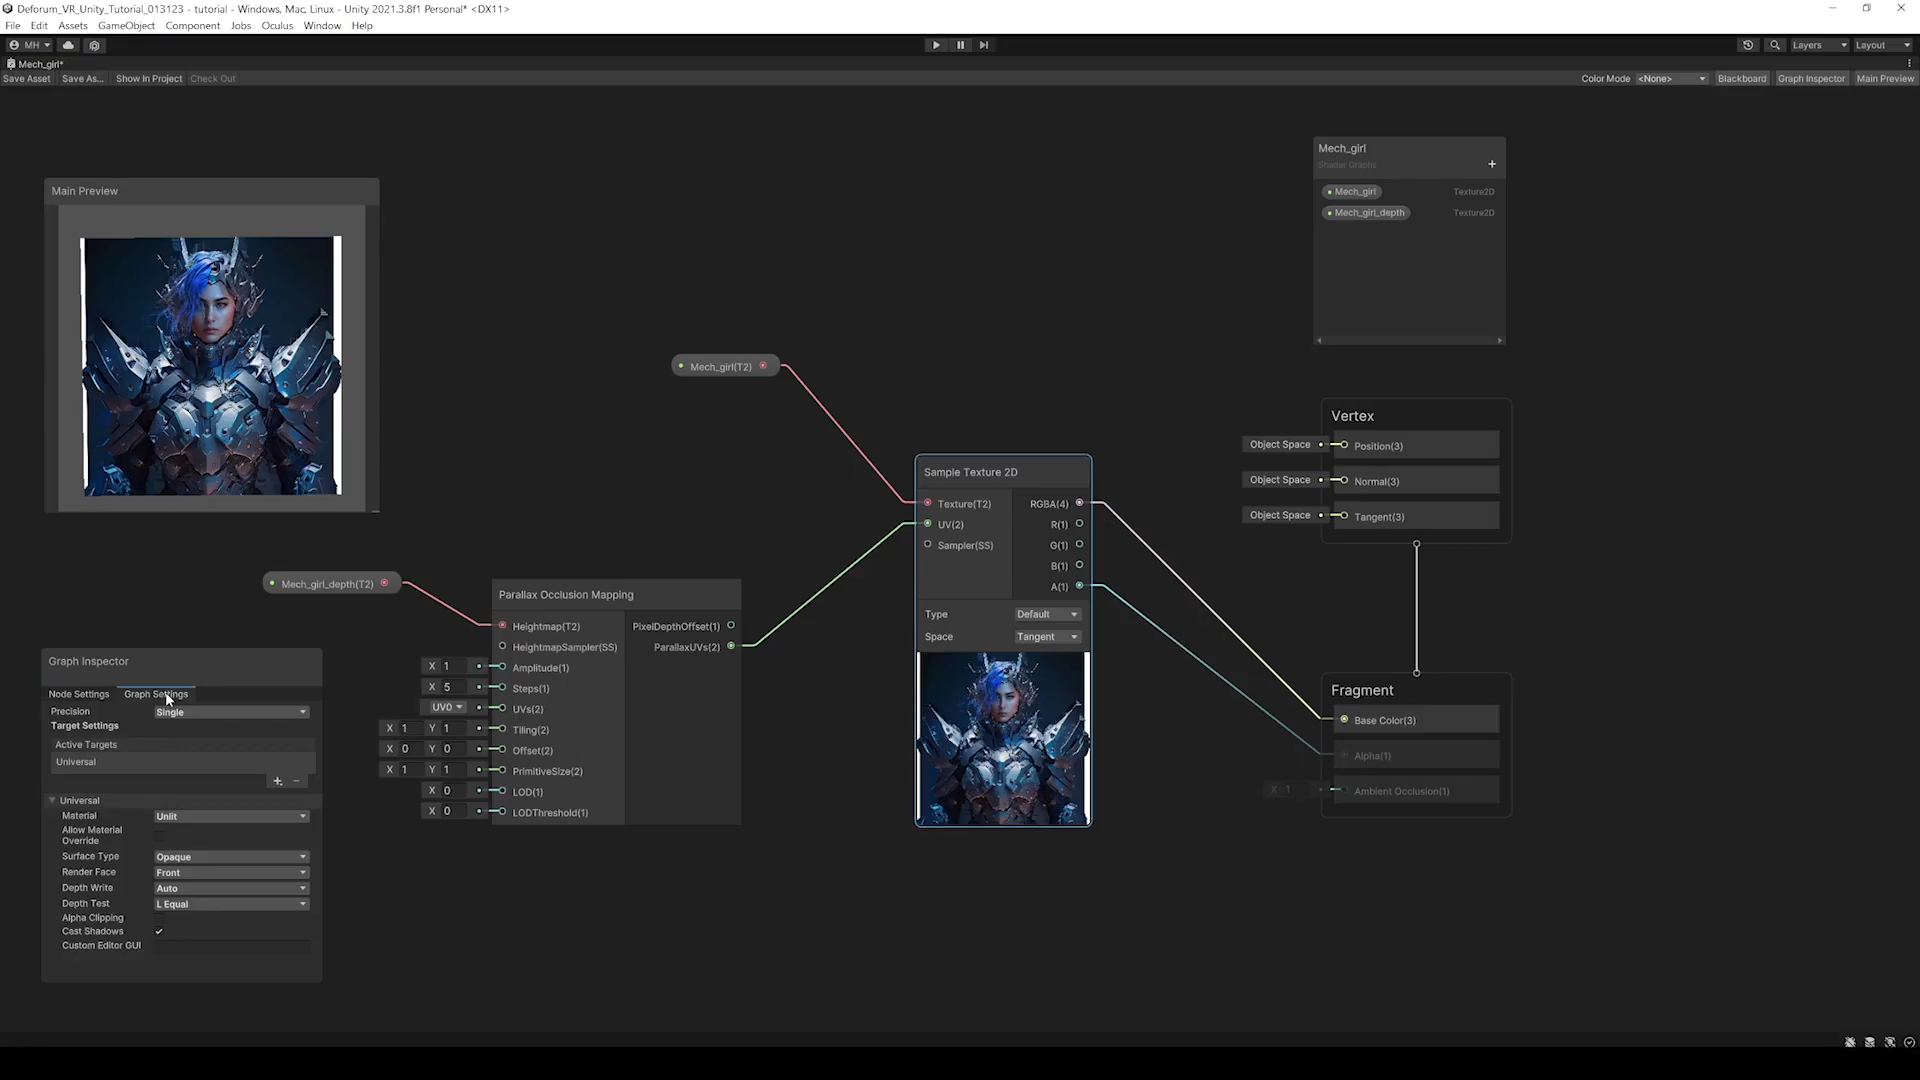 Deforum_VR_Unity_Tutorial_013123 - tutorial - Windows, Mac, Linux - Unity 2021.3.8f1 Personal* <DX11>
File Edit Assets GameObject Component Jobs Oculus Window Help
MH Layers Layout
Mech_girl*
Save Asset Save As... Show In Project Check Out Color Mode <None> Blackboard Graph Inspector Main Preview
Main Preview
Mech_girl
Shader Graphs
+
Mech_girl Texture2D
Mech_girl_depth Texture2D
Mech_girl(T2)
Vertex
Object Space Position(3)
Object Space Normal(3)
Object Space Tangent(3)
Sample Texture 2D
Texture(T2) RGBA(4)
UV(2) R(1)
Sampler(SS) G(1)
B(1)
A(1)
Type Default
Space Tangent
Mech_girl_depth(T2)
Parallax Occlusion Mapping
Heightmap(T2) PixelDepthOffset(1)
HeightmapSampler(SS) ParallaxUVs(2)
X 1 Amplitude(1)
X 5 Steps(1)
UV0 UVs(2)
X 1 Y 1 Tiling(2)
X 0 Y 0 Offset(2)
X 1 Y 1 PrimitiveSize(2)
X 0 LOD(1)
X 0 LODThreshold(1)
Fragment
Base Color(3)
Alpha(1)
X 1 Ambient Occlusion(1)
Graph Inspector
Node Settings Graph Settings
Precision Single
Target Settings
Active Targets
Universal
+ -
Universal
Material Unlit
Allow Material
Override
Surface Type Opaque
Render Face Front
Depth Write Auto
Depth Test L Equal
Alpha Clipping
Cast Shadows
Custom Editor GUI